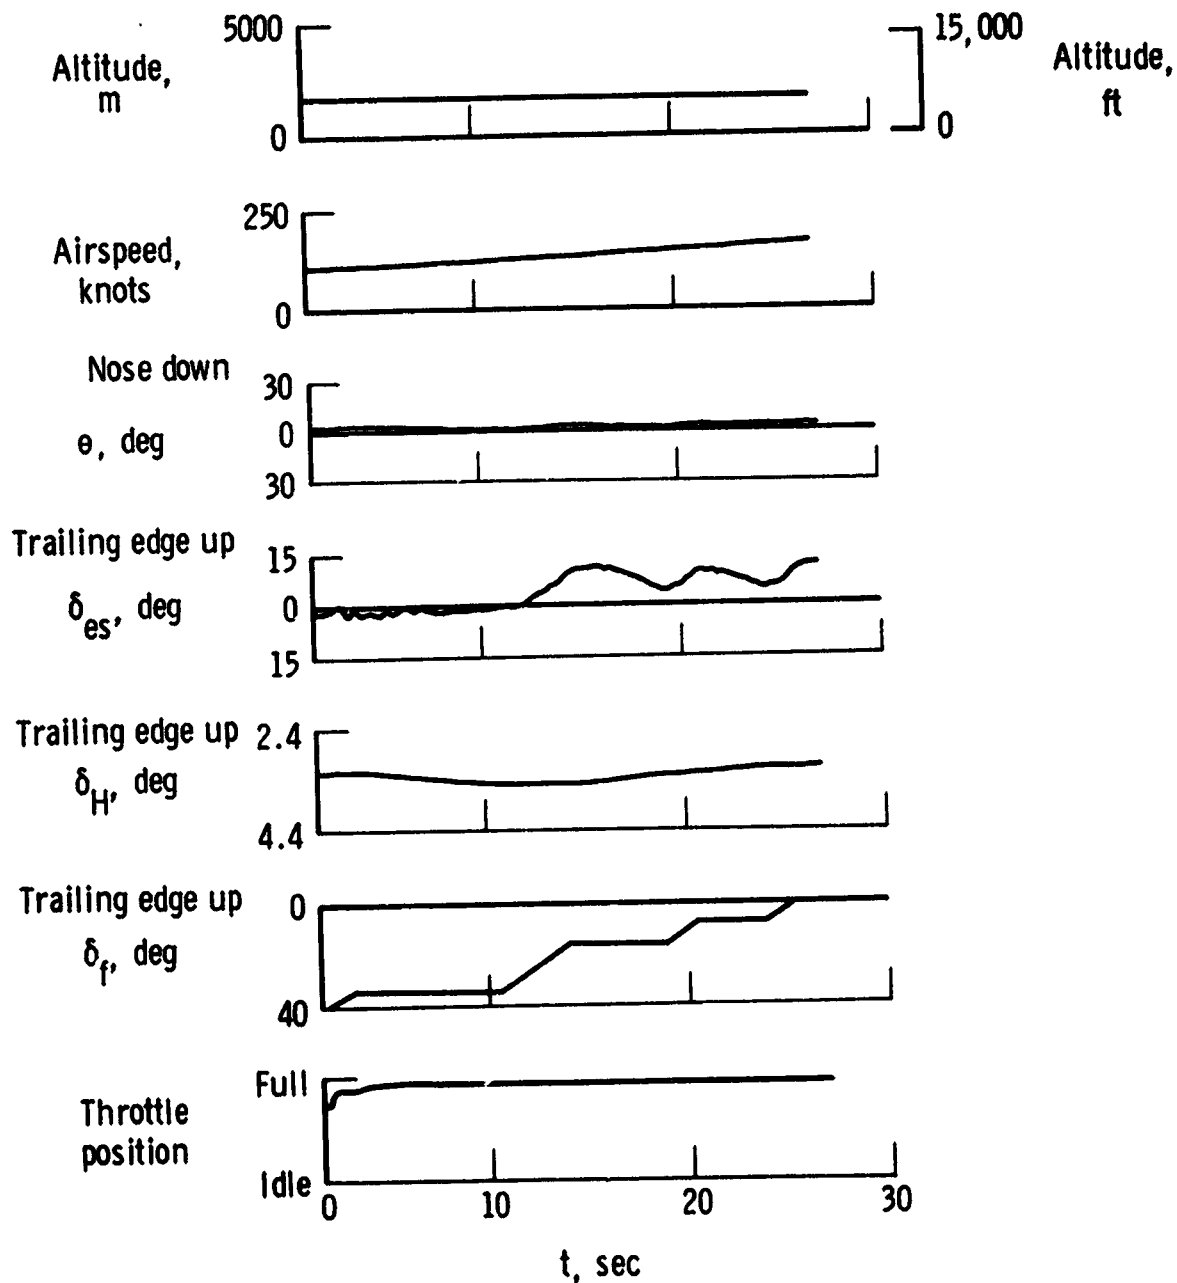 5000
15,000
Altitude,
m
Altitude,
ft
0
0
250
Airspeed,
knots
0
Nose down
30
θ, deg
0
30
Trailing edge up
15
δes, deg
0
15
Trailing edge up
2.4
δH, deg
4.4
Trailing edge up
0
δf, deg
40
Full
Throttle
position
Idle
0 10 20 30
t, sec